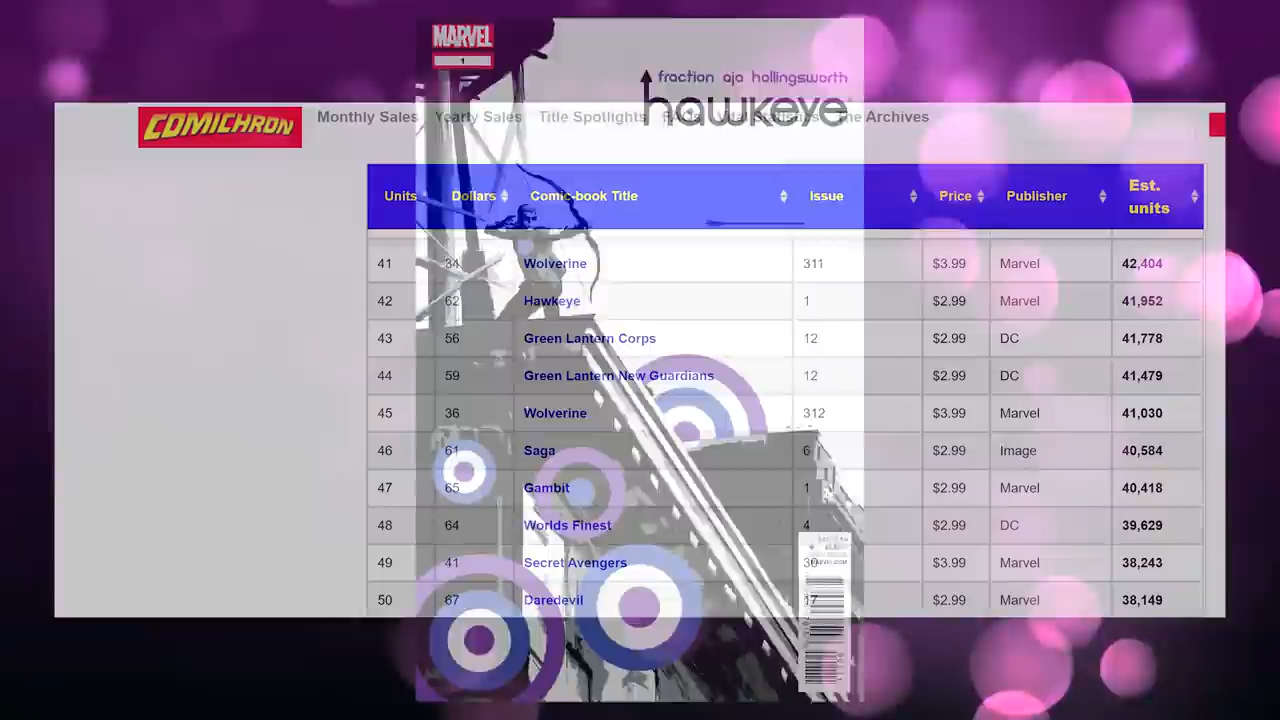 MARVEL
1
fraction aja hollingsworth
hawkeye
COMICHRON Monthly Sales Yearly Sales Title Spotlights FAQs Vital Statistics The Archives
Units Dollars Comic-book Title Issue Price Publisher Est. units
41 34 Wolverine 311 $3.99 Marvel 42,404
42 62 Hawkeye 1 $2.99 Marvel 41,952
43 56 Green Lantern Corps 12 $2.99 DC 41,778
44 59 Green Lantern New Guardians 12 $2.99 DC 41,479
45 36 Wolverine 312 $3.99 Marvel 41,030
46 61 Saga 6 $2.99 Image 40,584
47 65 Gambit 1 $2.99 Marvel 40,418
48 64 Worlds Finest 4 $2.99 DC 39,629
49 41 Secret Avengers 30 $3.99 Marvel 38,243
50 67 Daredevil 17 $2.99 Marvel 38,149